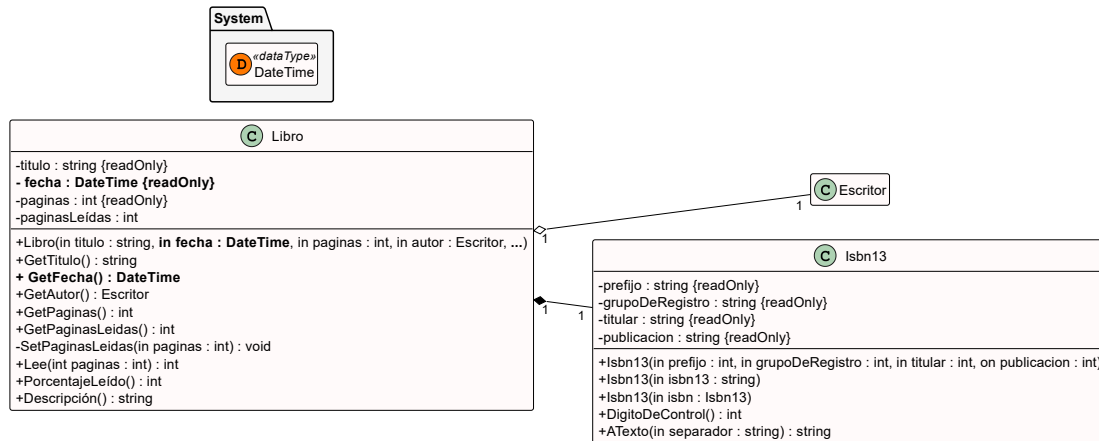 System
D
«dataType»
DateTime
C Libro
-titulo : string {readOnly}
- fecha : DateTime {readOnly}
-paginas : int {readOnly}
-paginasLeídas : int
+Libro(in titulo : string, in fecha : DateTime, in paginas : int, in autor : Escritor, ...)
+GetTitulo() : string
+ GetFecha() : DateTime
+GetAutor() : Escritor
+GetPaginas() : int
+GetPaginasLeidas() : int
-SetPaginasLeidas(in paginas : int) : void
+Lee(int paginas : int) : int
+PorcentajeLeído() : int
+Descripción() : string
1
1
C Escritor
1
1
C Isbn13
-prefijo : string {readOnly}
-grupoDeRegistro : string {readOnly}
-titular : string {readOnly}
-publicacion : string {readOnly}
+Isbn13(in prefijo : int, in grupoDeRegistro : int, in titular : int, on publicacion : int)
+Isbn13(in isbn13 : string)
+Isbn13(in isbn : Isbn13)
+DigitoDeControl() : int
+ATexto(in separador : string) : string